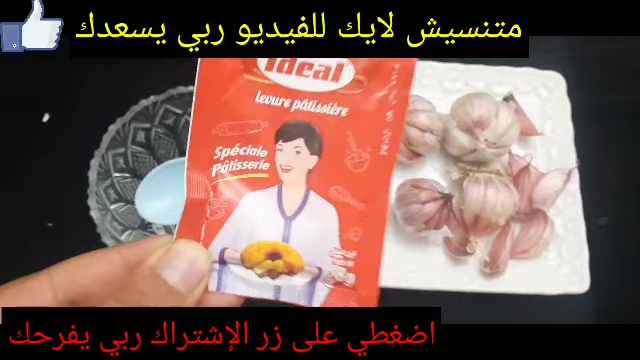 متنسيش لايك للفيديو ربي يسعدك
Ideal
levure pâtissière
Spéciale
Pâtisserie
اضغطي على زر الإشتراك ربي يفرحك